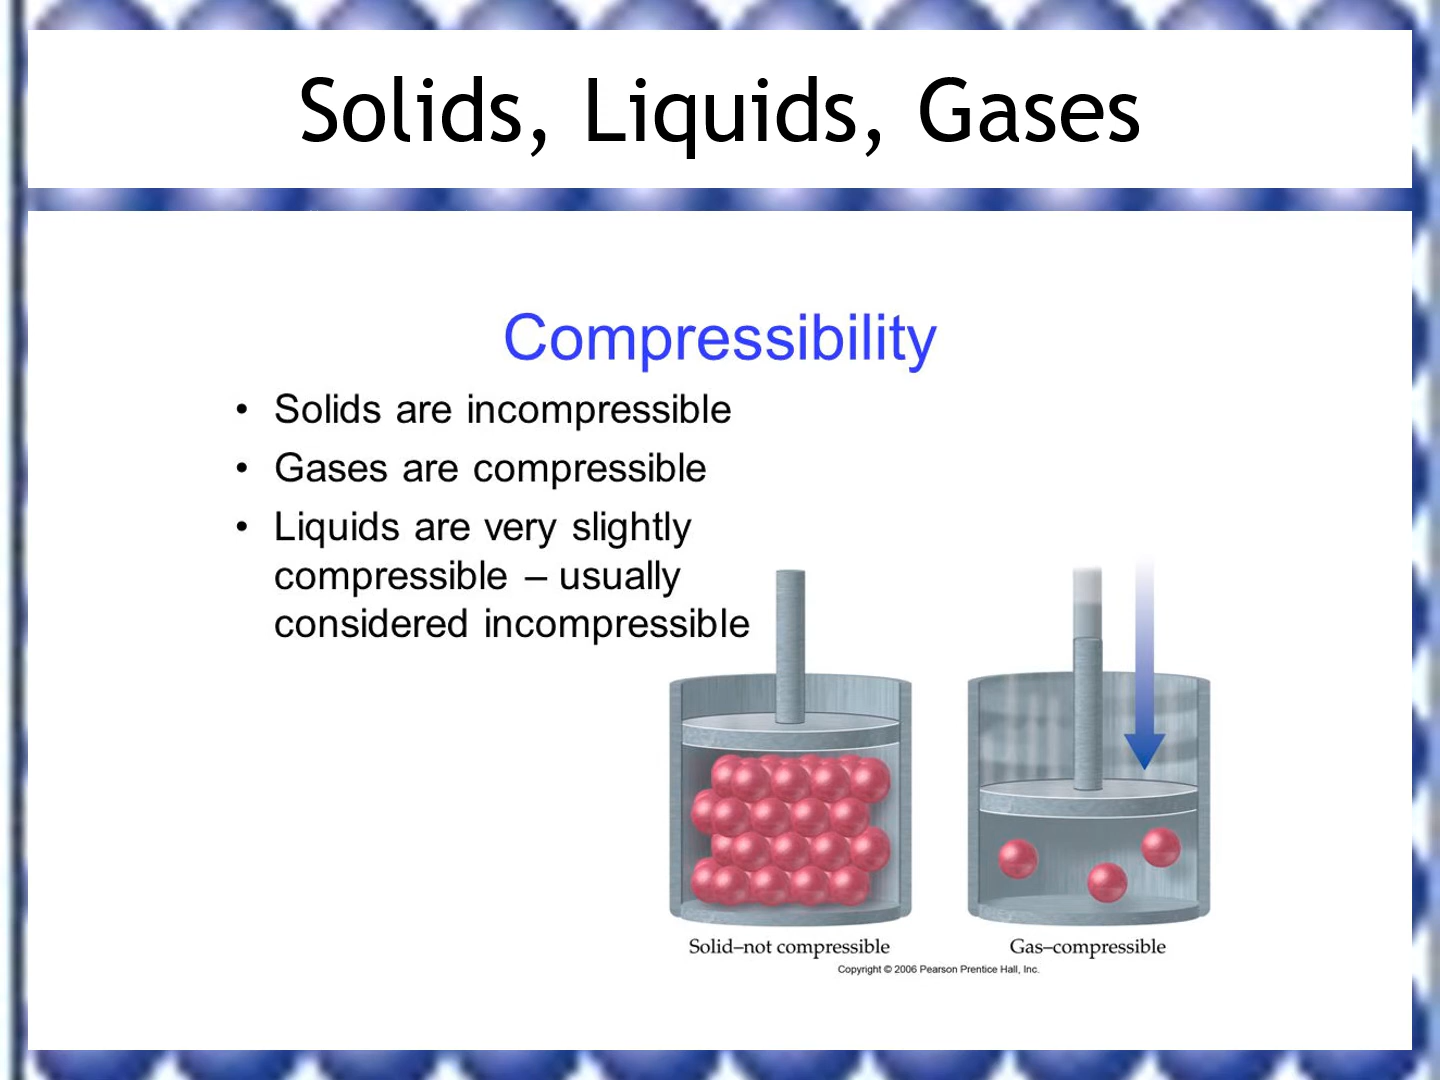 Solids, Liquids, Gases
Compressibility
• Solids are incompressible
• Gases are compressible
• Liquids are very slightly
compressible – usually
considered incompressible
Solid–not compressible
Gas–compressible
Copyright © 2006 Pearson Prentice Hall, Inc.